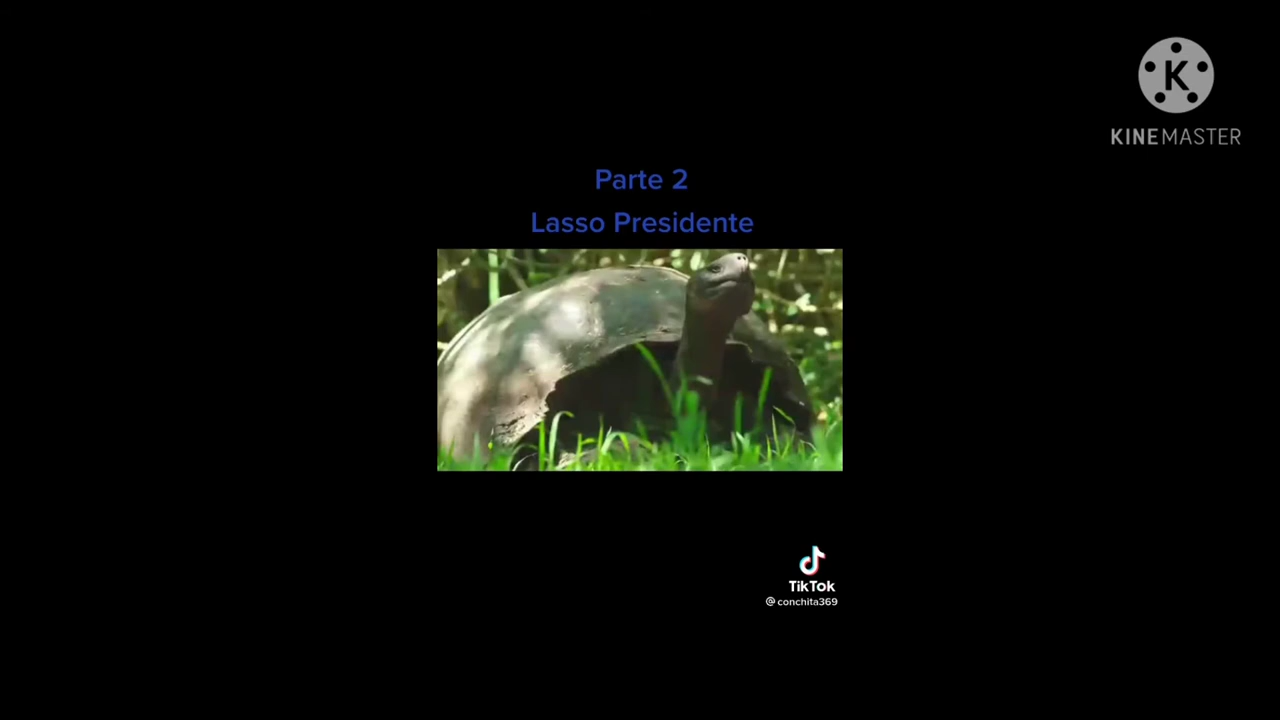 KINEMASTER
Parte 2
Lasso Presidente
TikTok
@conchita369